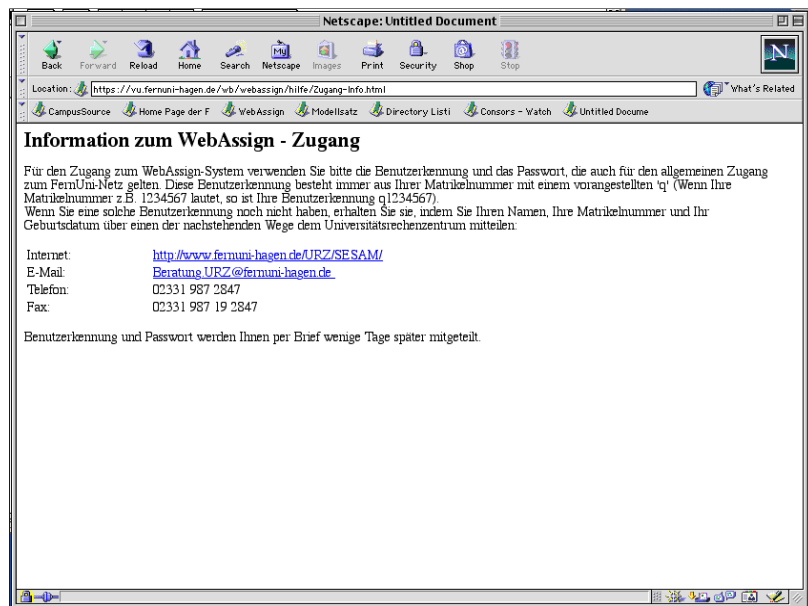 Netscape: Untitled Document
Back Forward Reload Home Search Netscape Images Print Security Shop Stop
My
N
Location: https://vu.fernuni-hagen.de/wb/webassign/hilfe/Zugang-Info.html What's Related
CampusSource Home Page der F WebAssign Modellsatz Directory Listi Consors - Watch Untitled Docume
Information zum WebAssign - Zugang
Für den Zugang zum WebAssign-System verwenden Sie bitte die Benutzerkennung und das Passwort, die auch für den allgemeinen Zugang
zum FernUni-Netz gelten. Diese Benutzerkennung besteht immer aus Ihrer Matrikelnummer mit einem vorangestellten 'q' (Wenn Ihre
Matrikelnummer z.B. 1234567 lautet, so ist Ihre Benutzerkennung q1234567).
Wenn Sie eine solche Benutzerkennung noch nicht haben, erhalten Sie sie, indem Sie Ihren Namen, Ihre Matrikelnummer und Ihr
Geburtsdatum über einen der nachstehenden Wege dem Universitätsrechenzentrum mitteilen:
Internet: http://www.fernuni-hagen.de/URZ/SESAM/
E-Mail: Beratung.URZ@fernuni-hagen.de
Telefon: 02331 987 2847
Fax: 02331 987 19 2847
Benutzerkennung und Passwort werden Ihnen per Brief wenige Tage später mitgeteilt.